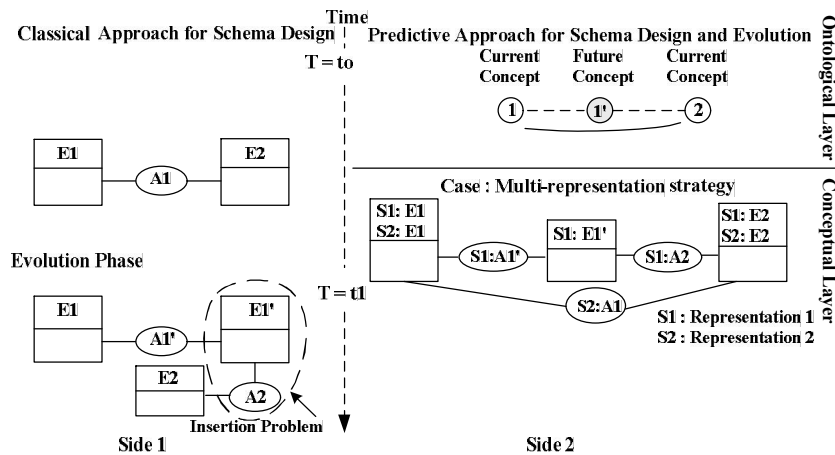 Classical Approach for Schema Design
Time
T = to
Predictive Approach for Schema Design and Evolution
Current
Concept
Future
Concept
Current
Concept
1
1'
2
Ontological Layer
E1
A1
E2
Case : Multi-representation strategy
S1: E1
S2: E1
S1:A1'
S1: E1'
S1:A2
S1: E2
S2: E2
S2:A1
S1 : Representation 1
S2 : Representation 2
Conceptual Layer
Evolution Phase
T = t1
E1
A1'
E1'
E2
A2
Insertion Problem
Side 1
Side 2